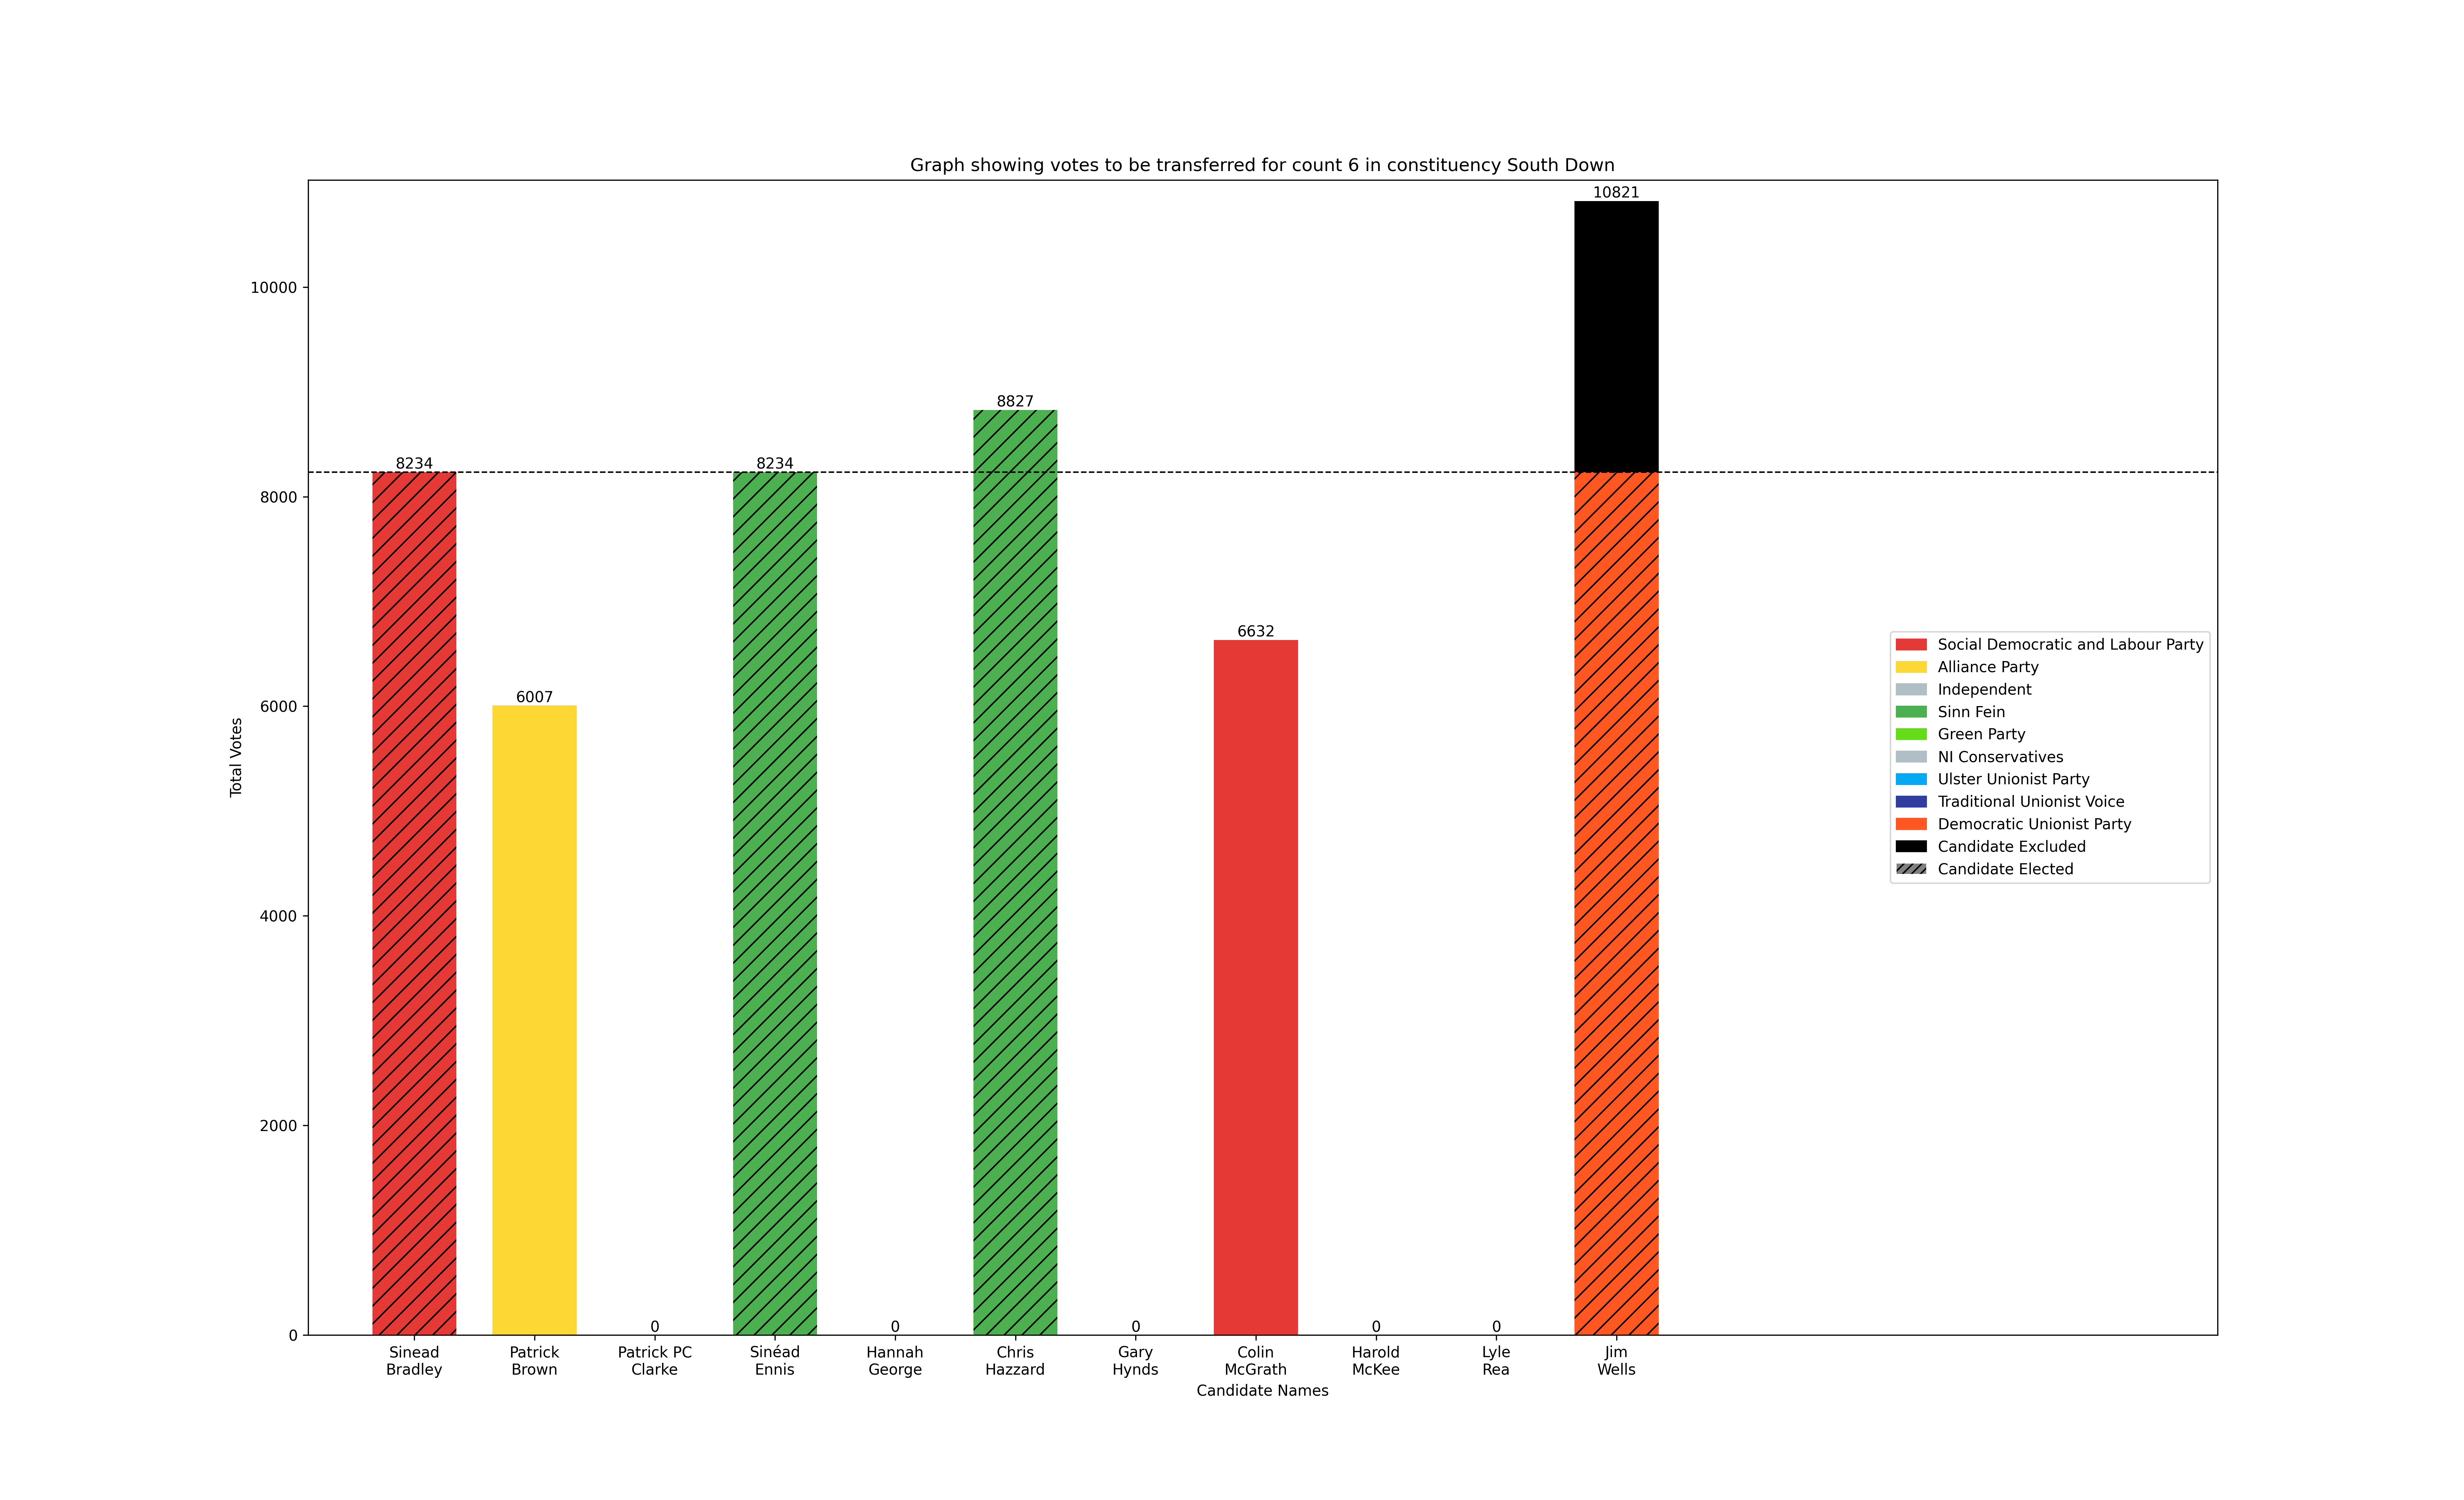 Graph showing votes to be transferred for count 6 in constituency South Down
10821
10000
8827
8234
8234
8000
6632
6007
6000
Total Votes
4000
2000
0
0
0
0
0
0
Social Democratic and Labour Party
Alliance Party
Independent
Sinn Fein
Green Party
NI Conservatives
Ulster Unionist Party
Traditional Unionist Voice
Democratic Unionist Party
Candidate Excluded
Candidate Elected
Sinead
Bradley
Patrick
Brown
Patrick PC
Clarke
Sinéad
Ennis
Hannah
George
Chris
Hazzard
Gary
Hynds
Colin
McGrath
Harold
McKee
Lyle
Rea
Jim
Wells
Candidate Names